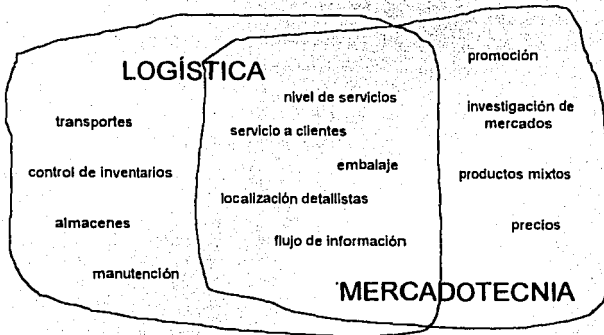 LOGÍSTICA
transportes
control de inventarios
almacenes
manutención
nivel de servicios
servicio a clientes
embalaje
localización detallistas
flujo de información
promoción
investigación de
mercados
productos mixtos
precios
MERCADOTECNIA